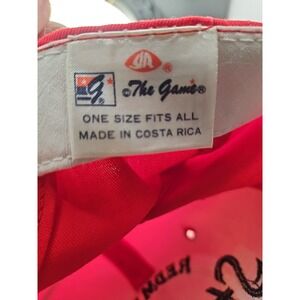 G
©The Game®
ONE SIZE FITS ALL
MADE IN COSTA RICA